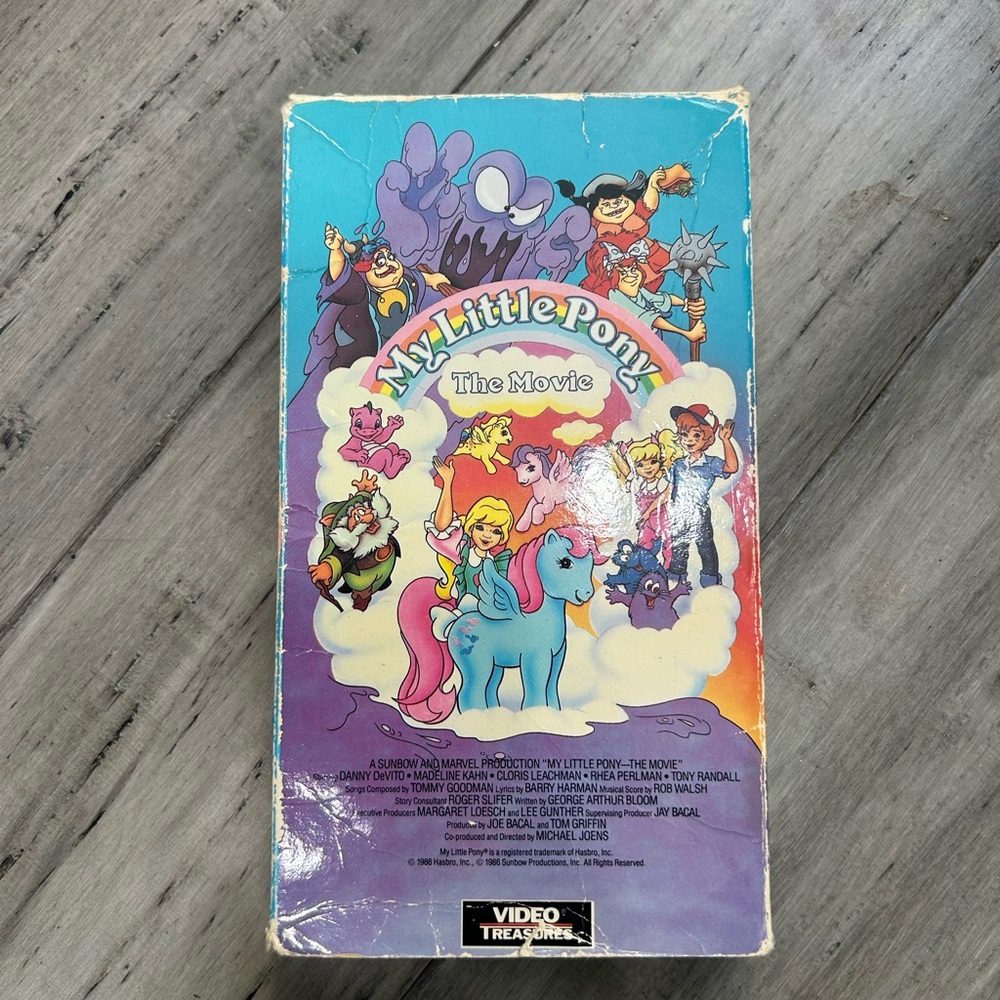 My Little Pony
The Movie
A SUNBOW AND MARVEL PRODUCTION "MY LITTLE PONY—THE MOVIE"
Starring DANNY DeVITO • MADELINE KAHN • CLORIS LEACHMAN • RHEA PERLMAN • TONY RANDALL
Songs Composed by TOMMY GOODMAN Lyrics by BARRY HARMAN Musical Score by ROB WALSH
Story Consultant ROGER SLIFER Written by GEORGE ARTHUR BLOOM
Executive Producers MARGARET LOESCH and LEE GUNTHER Supervising Producer JAY BACAL
Produced by JOE BACAL and TOM GRIFFIN
Co-produced and Directed by MICHAEL JOENS
My Little Pony® is a registered trademark of Hasbro, Inc.
© 1986 Hasbro, Inc., © 1986 Sunbow Productions, Inc. All Rights Reserved.
VIDEO
TREASURES